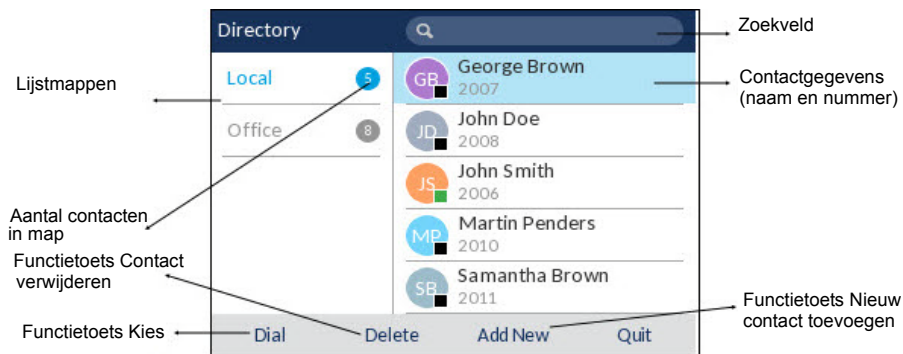 Directory
Zoekveld
Lijstmappen
Local 5
Office 8
GB George Brown
2007
JD John Doe
2008
JS John Smith
2006
MP Martin Penders
2010
SB Samantha Brown
2011
Contactgegevens
(naam en nummer)
Aantal contacten
in map
Functietoets Contact
verwijderen
Functietoets Kies
Dial Delete Add New Quit
Functietoets Nieuw
contact toevoegen